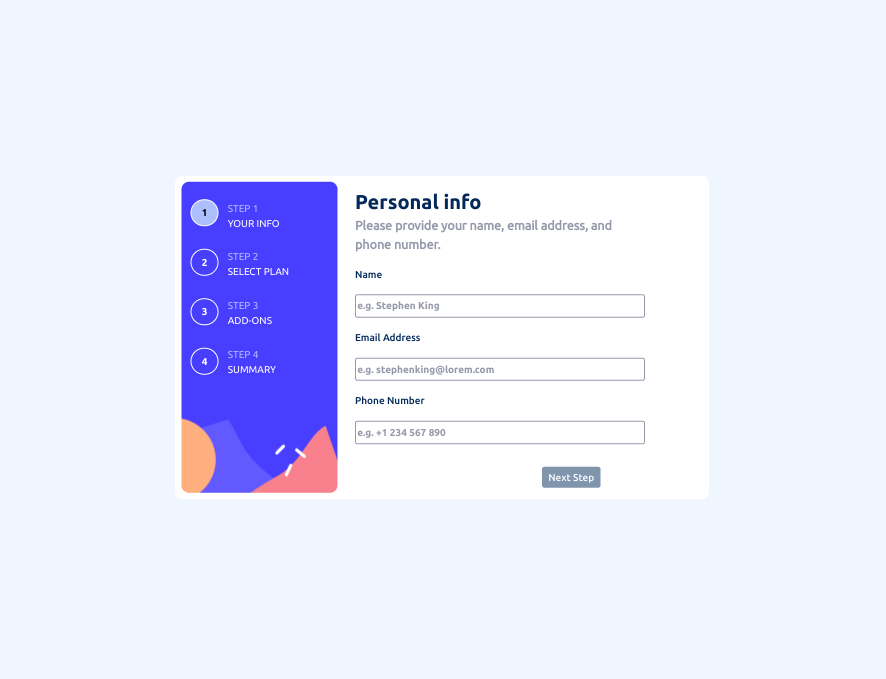 1
STEP 1
YOUR INFO
2
STEP 2
SELECT PLAN
3
STEP 3
ADD-ONS
4
STEP 4
SUMMARY
Personal info
Please provide your name, email address, and
phone number.
Name
e.g. Stephen King
Email Address
e.g. stephenking@lorem.com
Phone Number
e.g. +1 234 567 890
Next Step